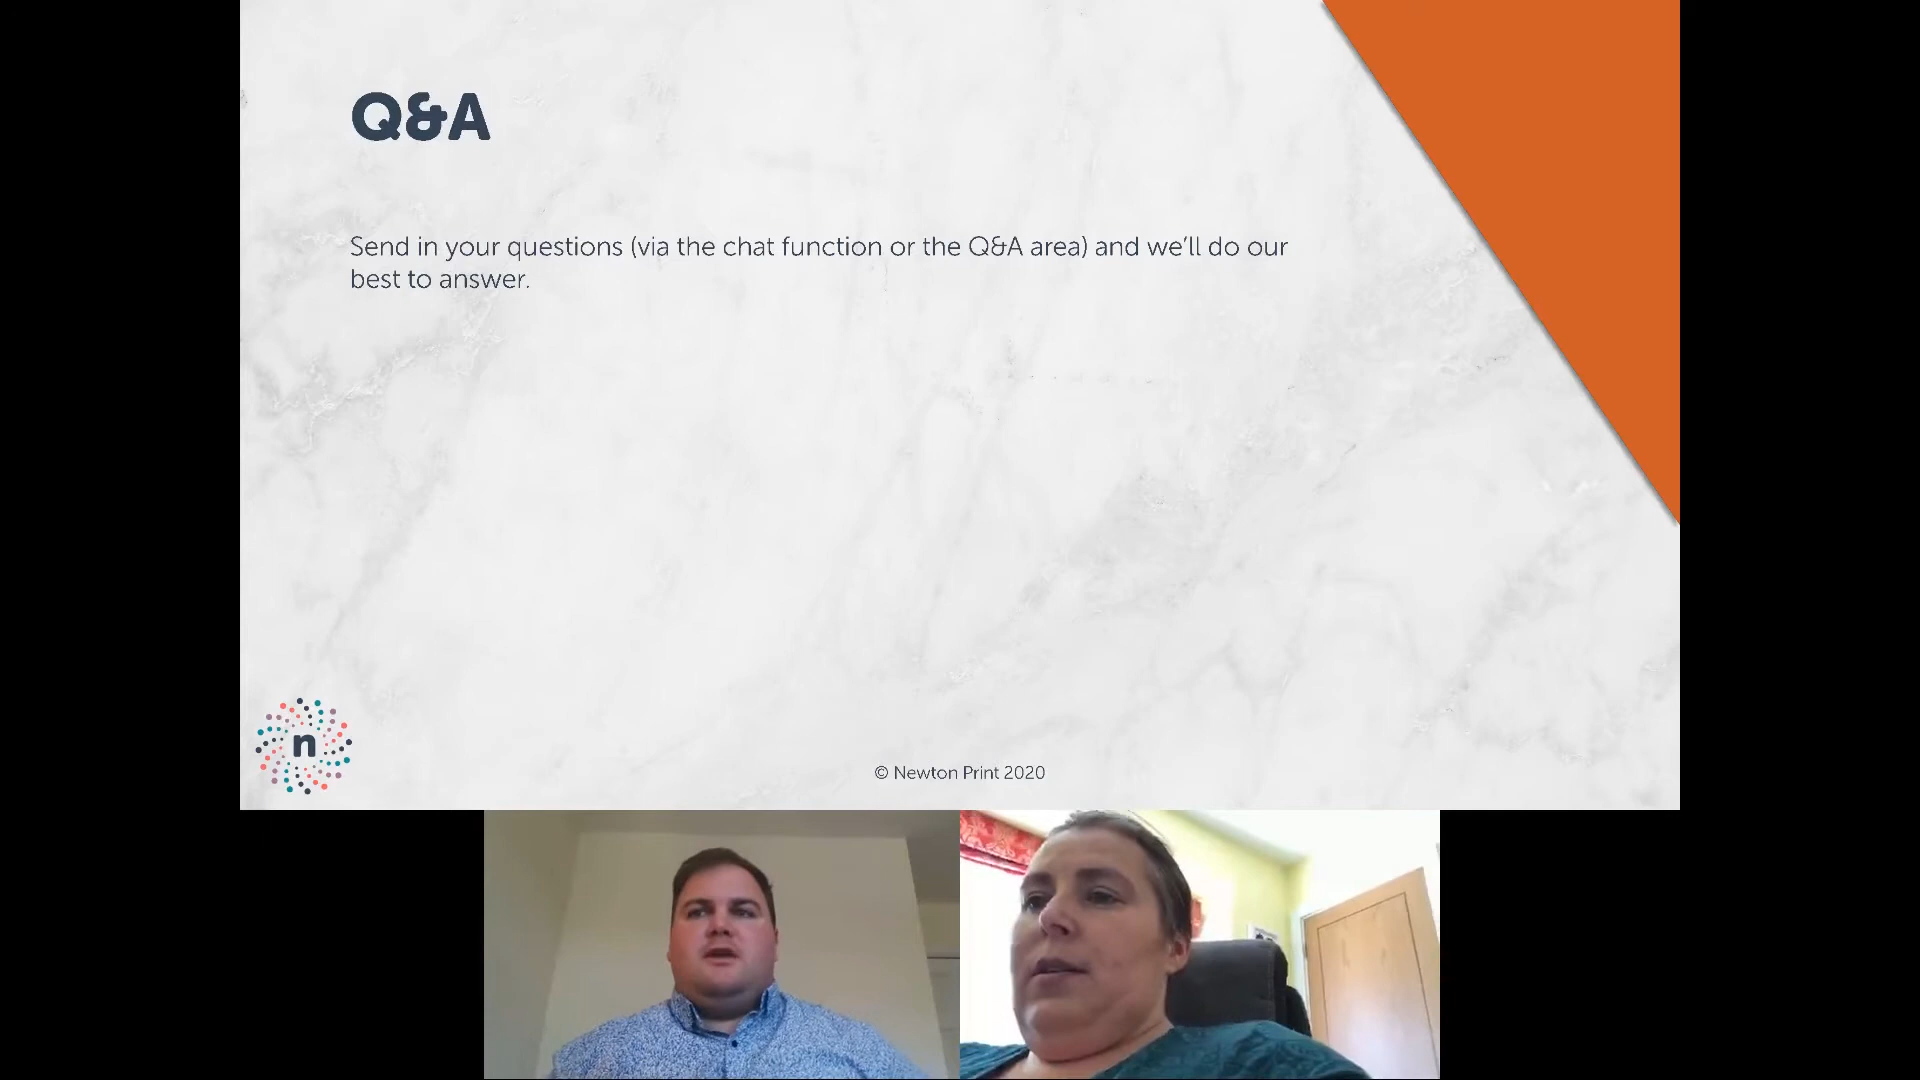 Q&A
Send in your questions (via the chat function or the Q&A area) and we'll do our
best to answer.
n
© Newton Print 2020